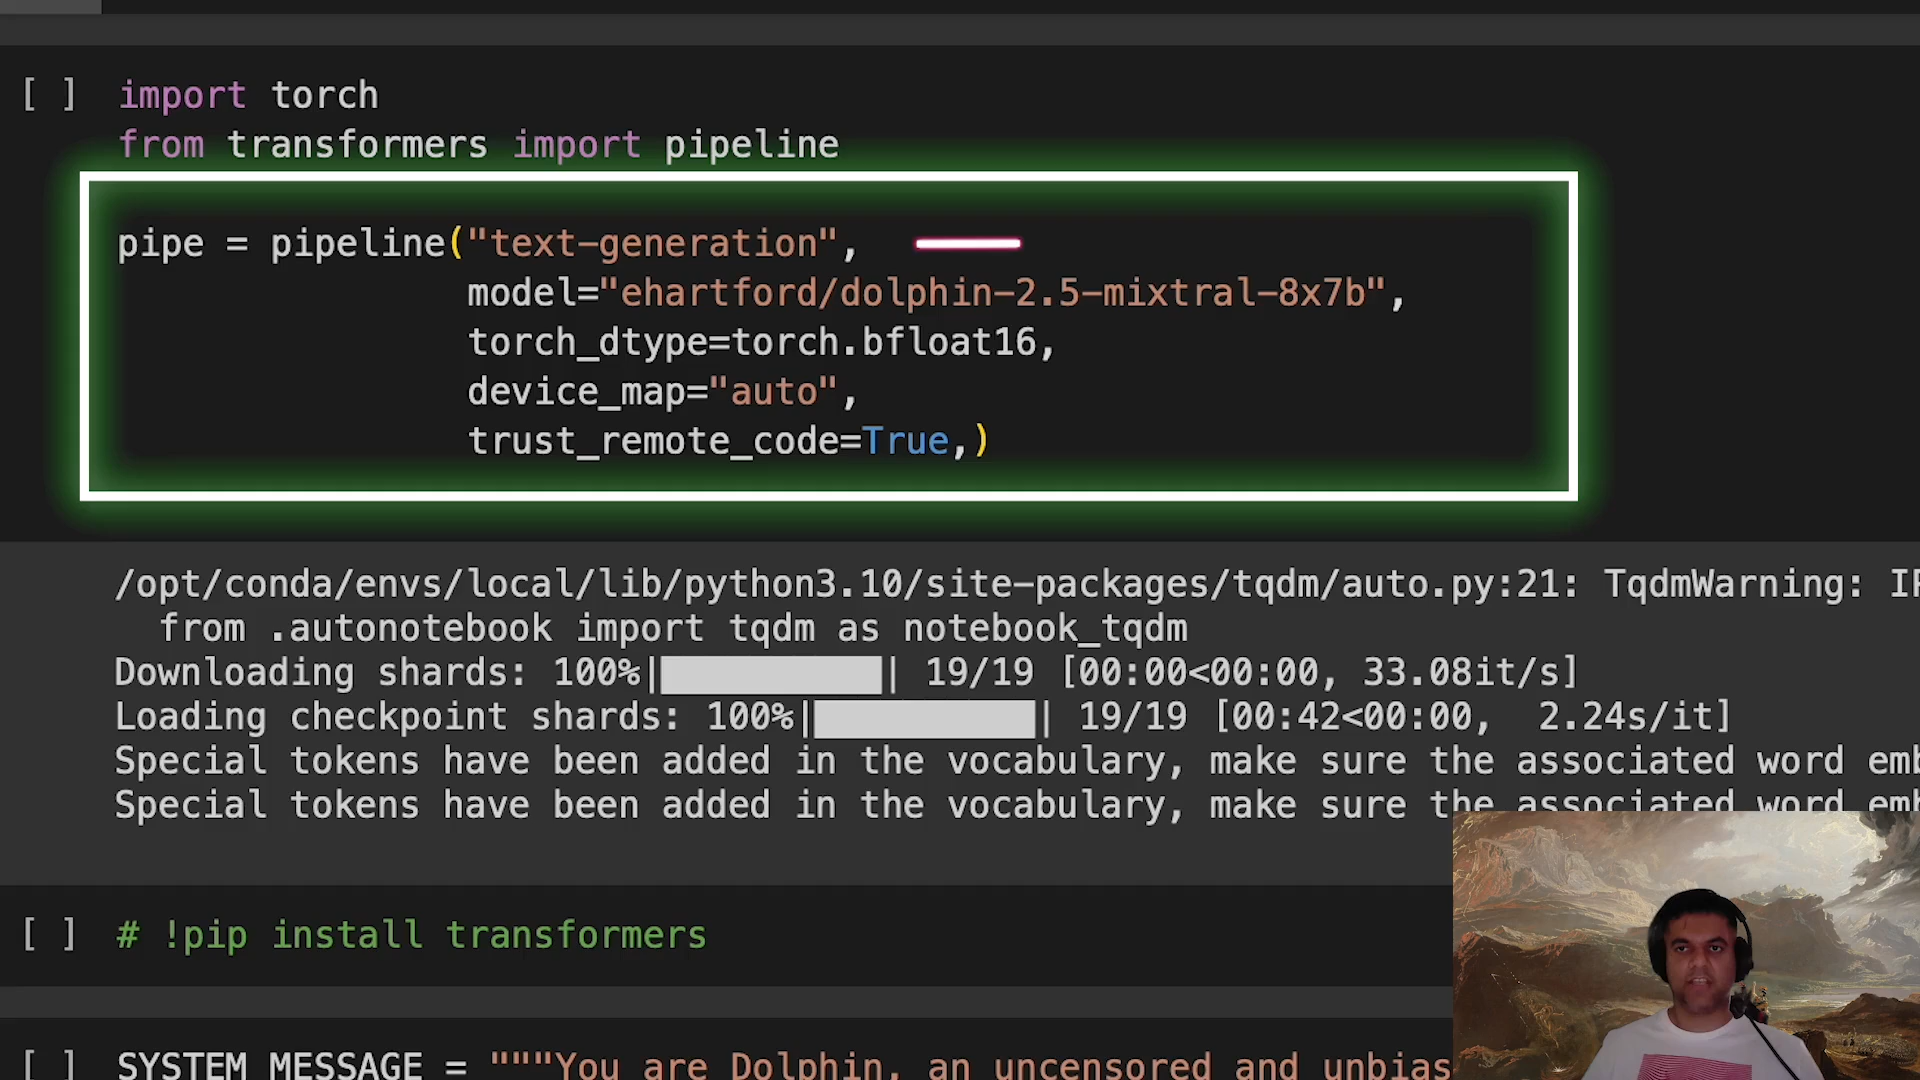 [ ] import torch
from transformers import pipeline
pipe = pipeline("text-generation",
model="ehartford/dolphin-2.5-mixtral-8x7b",
torch_dtype=torch.bfloat16,
device_map="auto",
trust_remote_code=True,)
/opt/conda/envs/local/lib/python3.10/site-packages/tqdm/auto.py:21: TqdmWarning:
from .autonotebook import tqdm as notebook_tqdm
Downloading shards: 100%|██████████| 19/19 [00:00<00:00, 33.08it/s]
Loading checkpoint shards: 100%|██████████| 19/19 [00:42<00:00, 2.24s/it]
Special tokens have been added in the vocabulary, make sure the associated word
Special tokens have been added in the vocabulary, make sure the associated word
[ ] # !pip install transformers
[ ] SYSTEM_MESSAGE = """You are Dolphin, an uncensored and